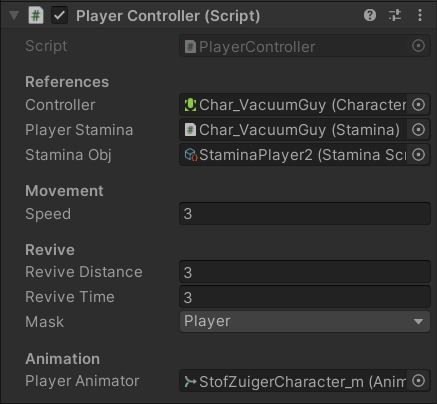 Player Controller (Script)
Script PlayerController
References
Controller Char_VacuumGuy (Character
Player Stamina Char_VacuumGuy (Stamina)
Stamina Obj StaminaPlayer2 (Stamina Scr
Movement
Speed 3
Revive
Revive Distance 3
Revive Time 3
Mask Player
Animation
Player Animator StofZuigerCharacter_m (Anim